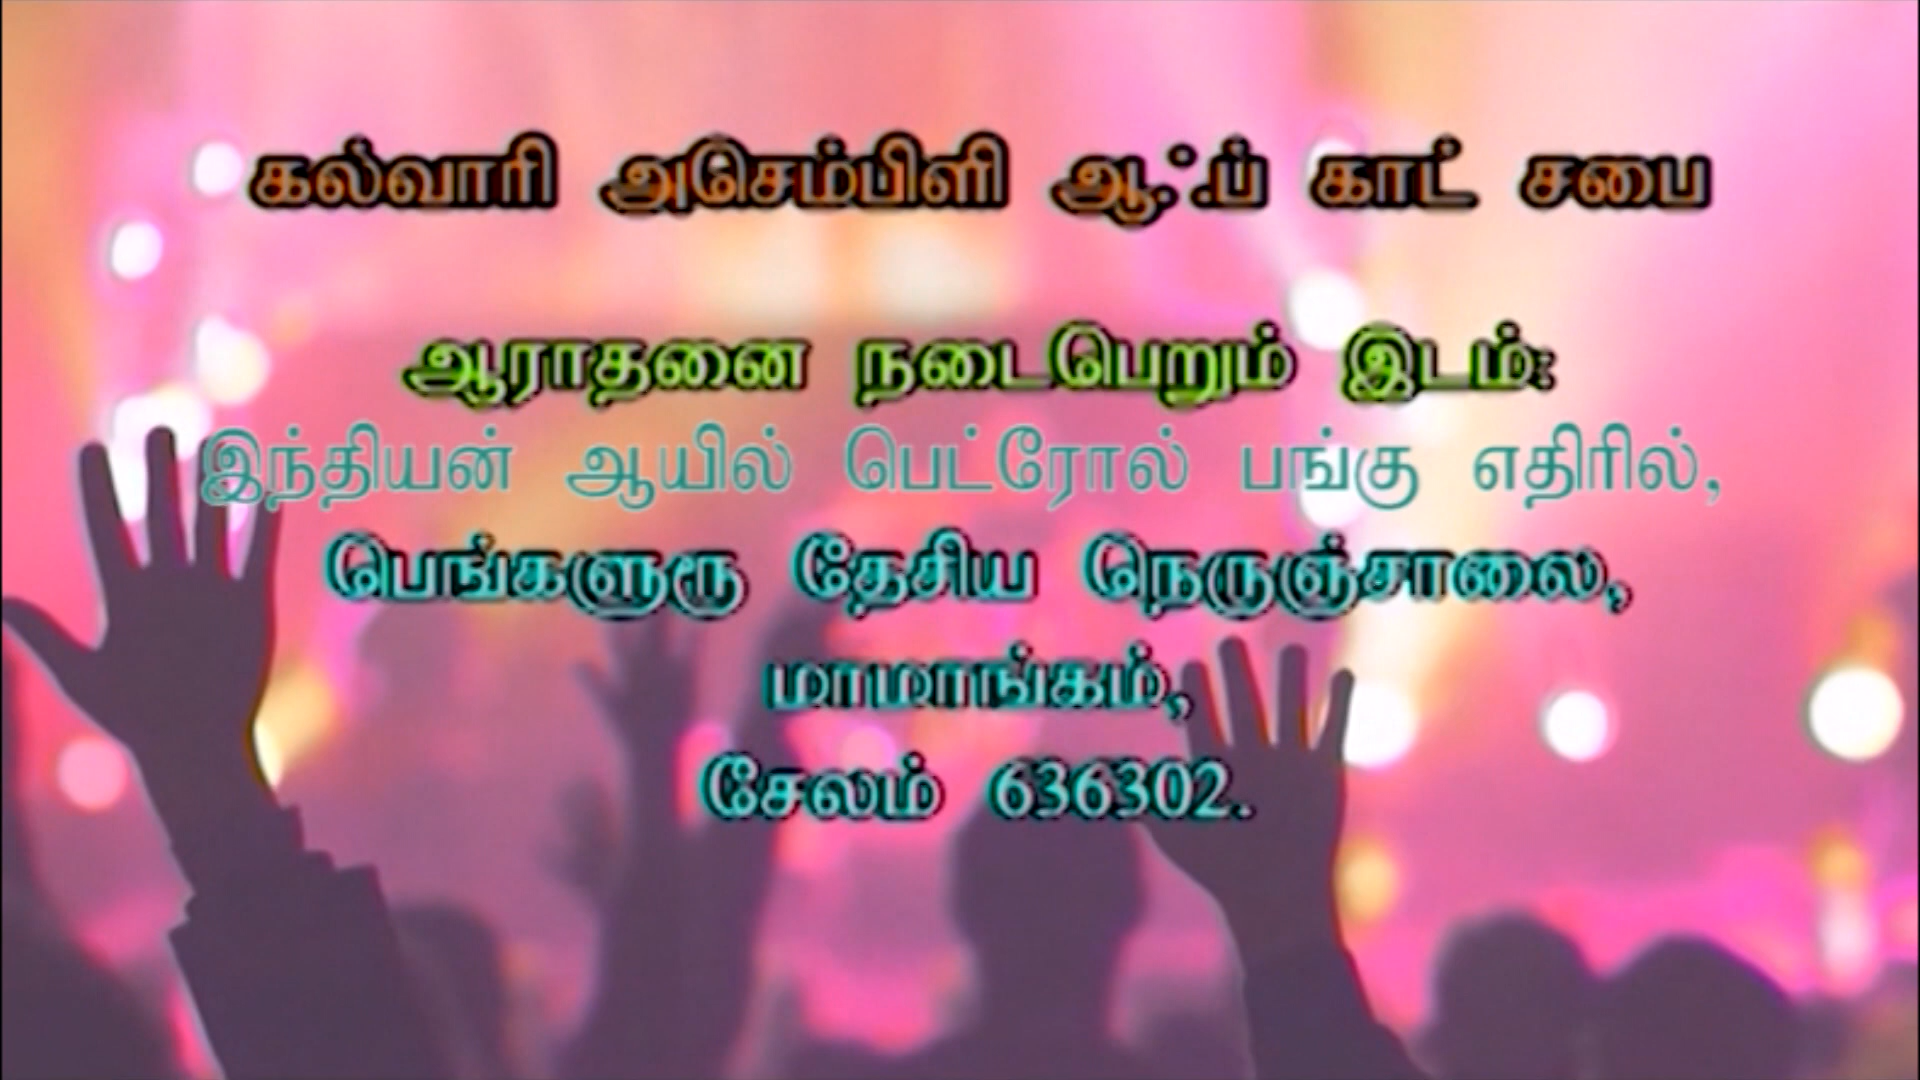 கல்வாரி அசெம்பிளி ஆஃப் காட் சபை
ஆராதனை நடைபெறும் இடம்:
இந்தியன் ஆயில் பெட்ரோல் பங்கு எதிரில்,
பெங்களுரூ தேசிய நெருஞ்சாலை,
மாமாங்கம்,
சேலம் 636302.